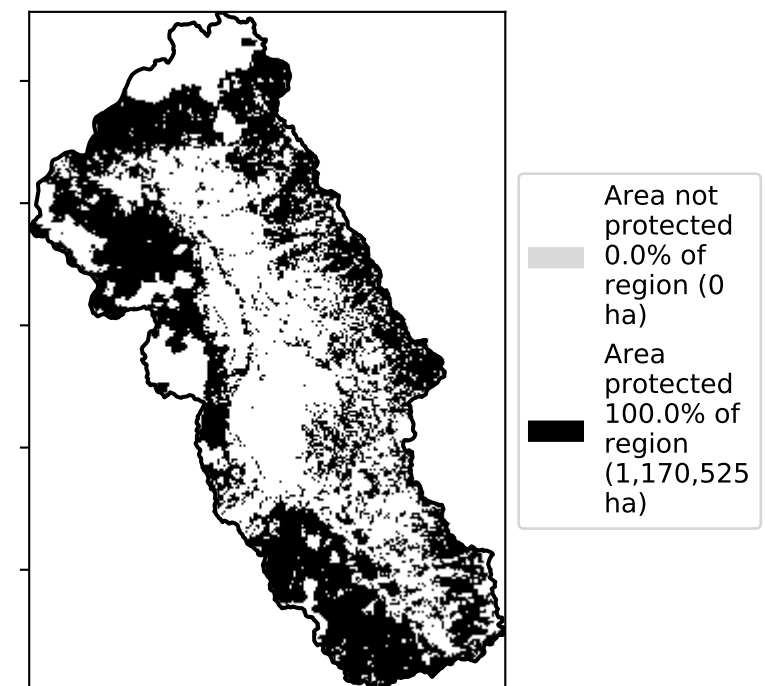 Area not
protected
0.0% of
region (0
ha)
Area
protected
100.0% of
region
(1,170,525
ha)